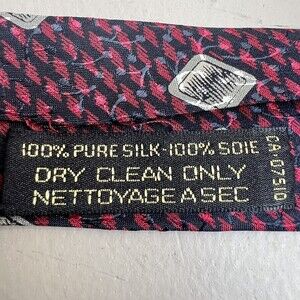 100% PURE SILK-100% SOIE
DRY CLEAN ONLY
NETTOYAGE A SEC
CA 07510